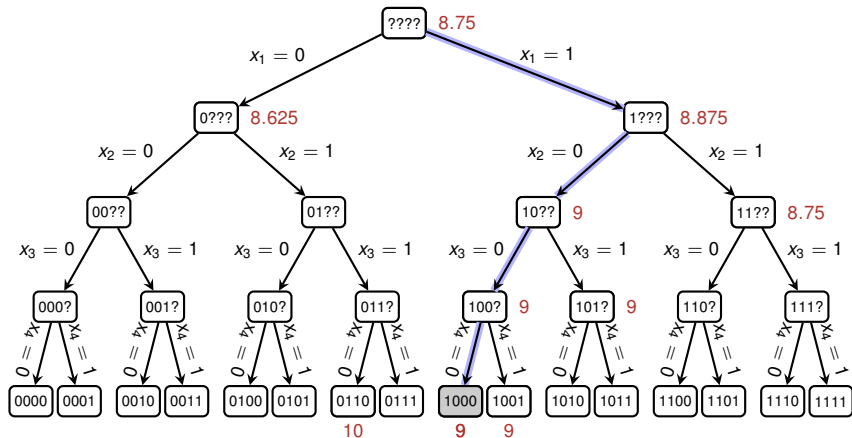 ???? 8.75
x₁ = 0 x₁ = 1
0??? 8.625 1??? 8.875
x₂ = 0 x₂ = 1 x₂ = 0 x₂ = 1
00?? 01?? 10?? 9 11?? 8.75
x₃ = 0 x₃ = 1 x₃ = 0 x₃ = 1 x₃ = 0 x₃ = 1 x₃ = 0 x₃ = 1
000? 001? 010? 011? 100? 9 101? 9 110? 111?
x₄ = 0 x₄ = 1 x₄ = 0 x₄ = 1 x₄ = 0 x₄ = 1 x₄ = 0 x₄ = 1 x₄ = 0 x₄ = 1 x₄ = 0 x₄ = 1 x₄ = 0 x₄ = 1 x₄ = 0 x₄ = 1
0000 0001 0010 0011 0100 0101 0110 0111 1000 1001 1010 1011 1100 1101 1110 1111
10 9 9